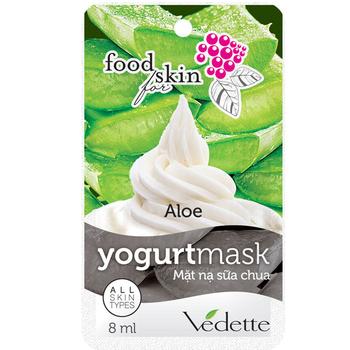 food
for skin
Aloe
yogurtmask
Mặt nạ sữa chua
ALL
SKIN
TYPES
8 ml
Vedette